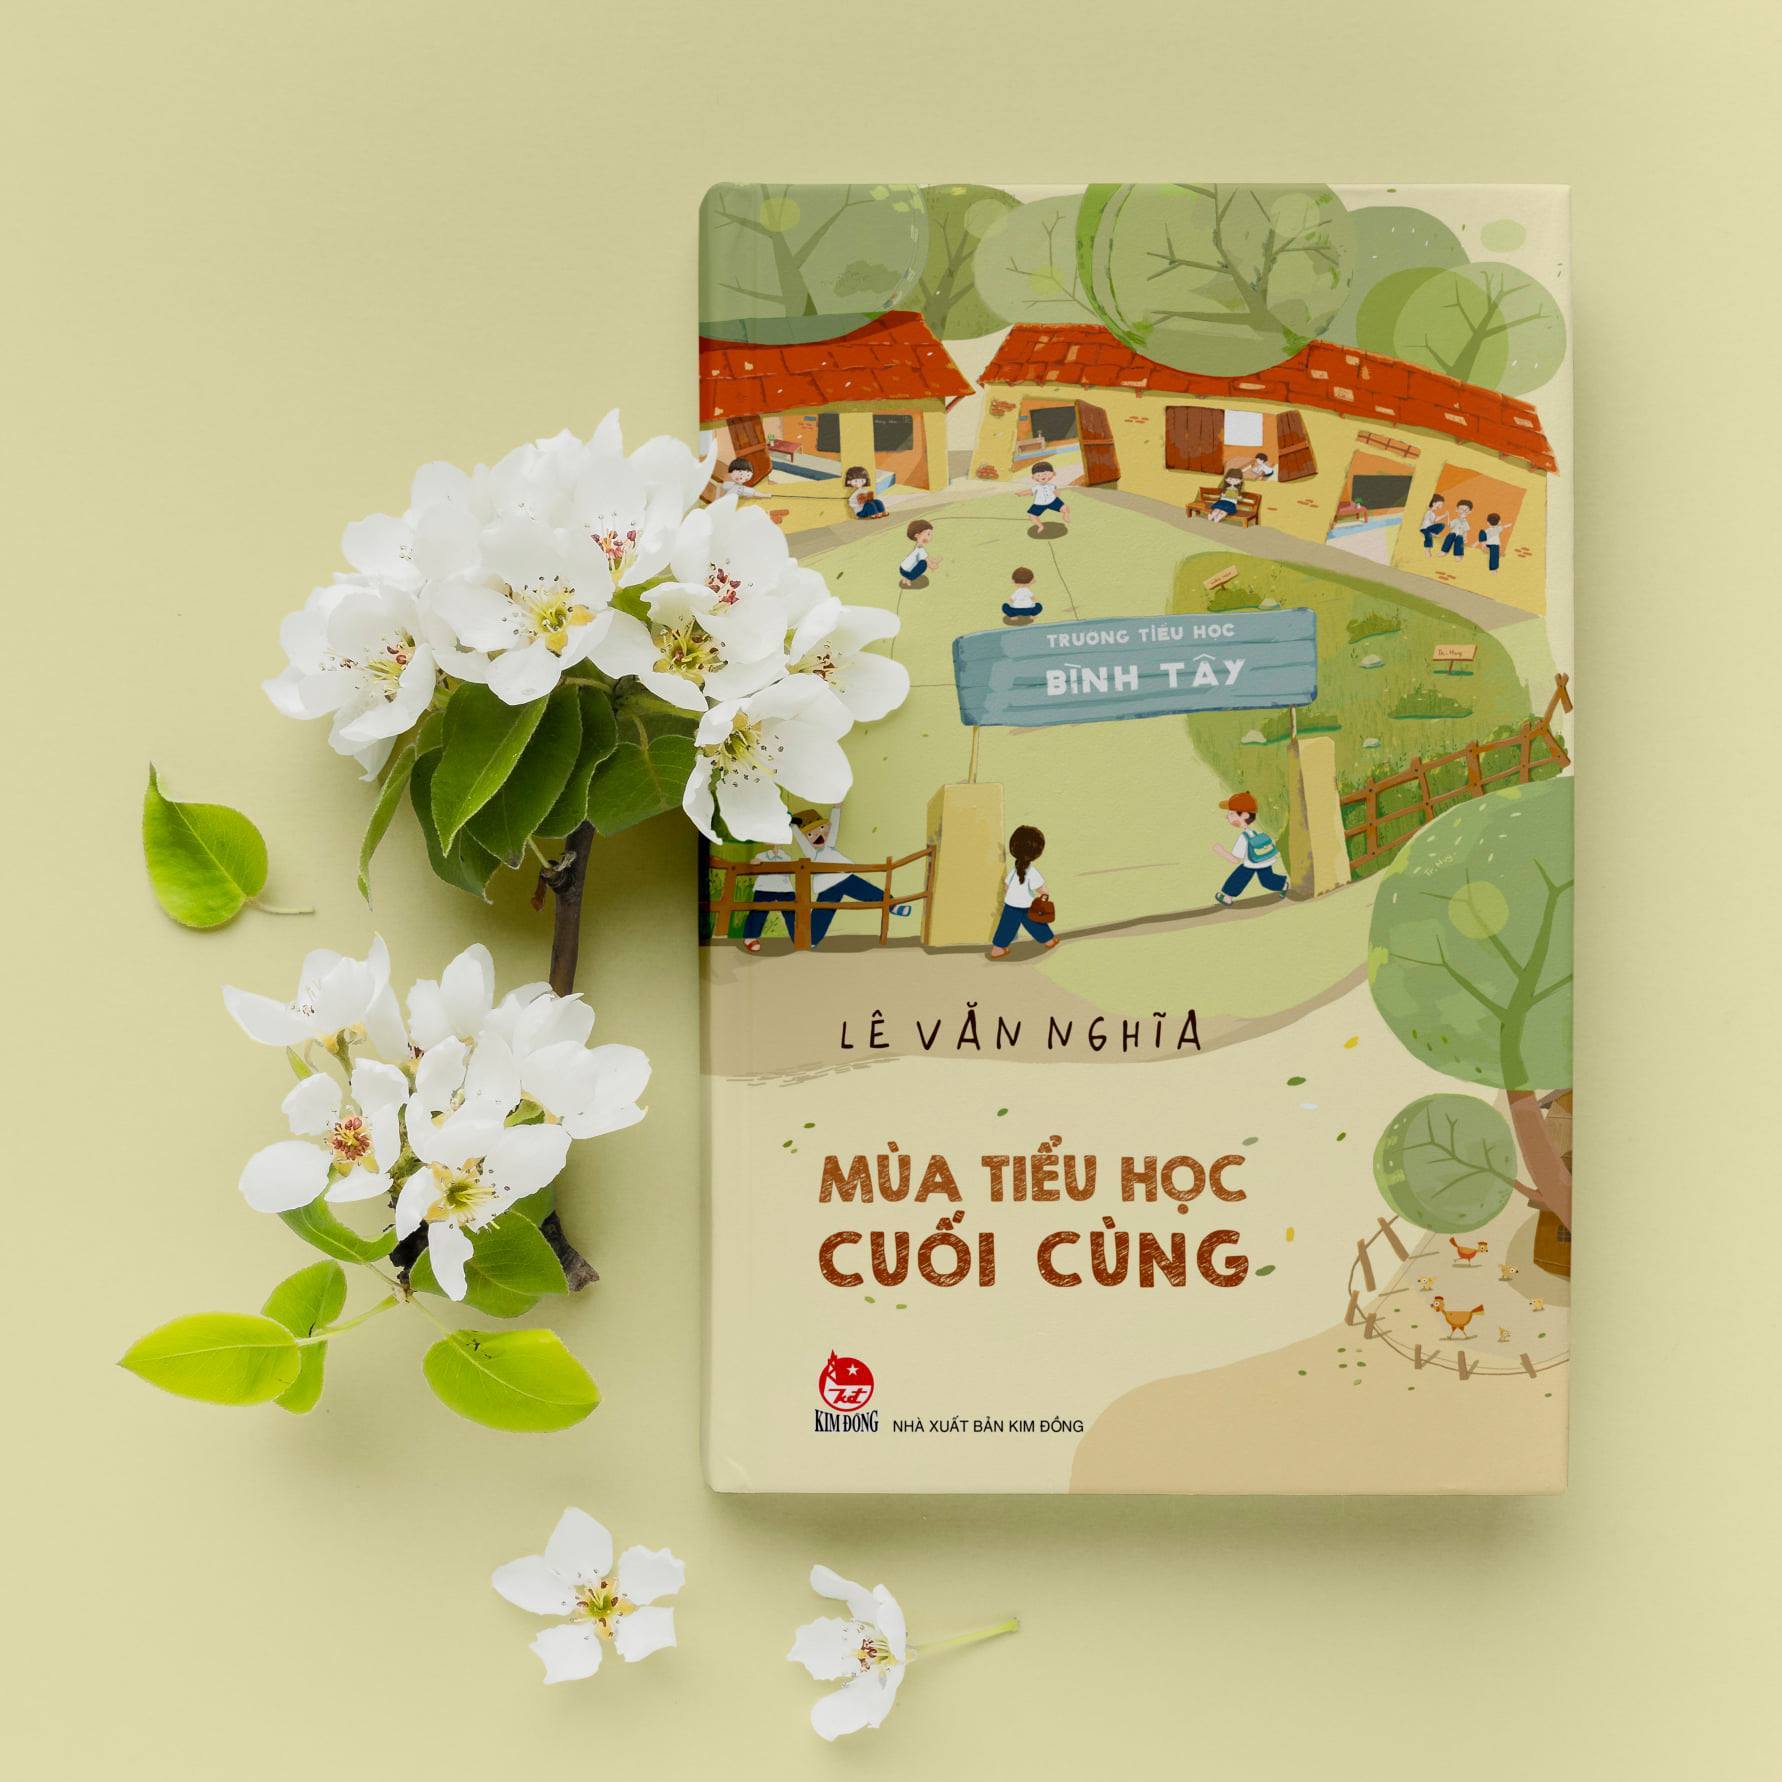 TRƯỜNG TIỂU HỌC
BÌNH TÂY
LÊ VĂN NGHĨA
MÙA TIỂU HỌC
CUỐI CÙNG
KIM ĐỒNG
NHÀ XUẤT BẢN KIM ĐỒNG